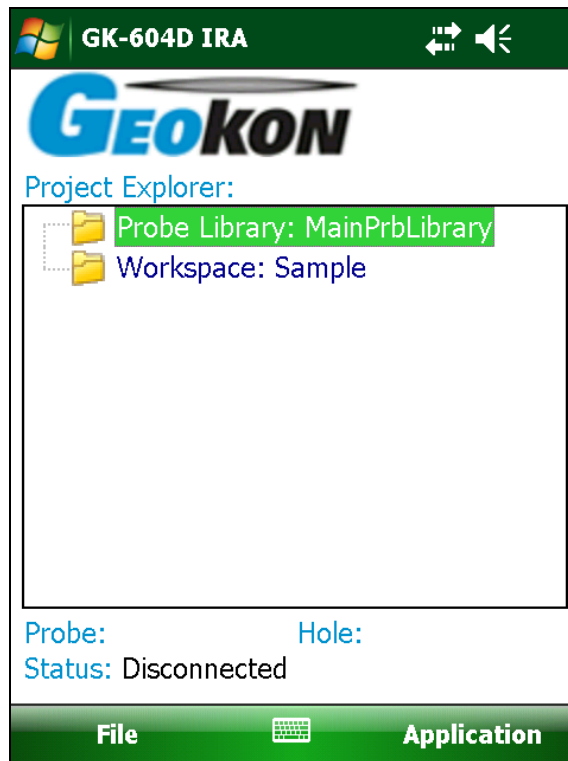 GK-604D IRA
GEOKON
Project Explorer:
Probe Library: MainPrbLibrary
Workspace: Sample
Probe: Hole:
Status: Disconnected
File Application